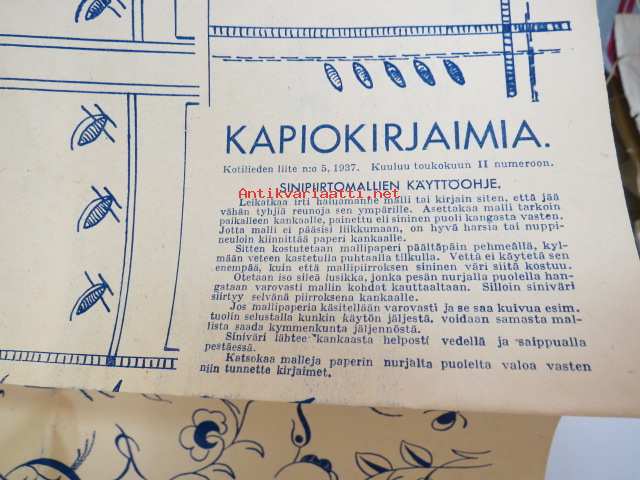 KAPIOKIRJAIMIA.
Kotilieden liite n:o 5, 1937. Kuuluu toukokuun II numeroon.
Antikvariaatti.net
SINIPIIRTOMALLIEN KÄYTTÖOHJE.
Leikatkaa irti haluamanne malli tai kirjain siten, että jää
vähän tyhjiä reunoja sen ympärille. Asettakaa malli tarkoin
paikalleen kankaalle, painettu eli sininen puoli kangasta vasten.
Jotta malli ei pääsisi liikkumaan, on hyvä harsia tai nuppi-
neuloin kiinnittää paperi kankaalle.
Sitten kostutetaan mallipaperi päältäpäin pehmeällä, kyl-
mään veteen kastetulla puhtaalla tilkulla. Vettä ei käytetä sen
enempää, kuin että mallipiirroksen sininen väri siitä kostuu.
Otetaan iso sileä lusikka, jonka pesän nurjalla puolella han-
gataan varovasti mallin kohdat kauttaaltaan. Silloin siniväri
siirtyy selvänä piirroksena kankaalle.
Jos mallipaperia käsitellään varovasti ja se saa kuivua esim.
tuolin selustalla kunkin käytön jäljestä, voidaan samasta mal-
lista saada kymmenkunta jäljennöstä.
Siniväri lähtee kankaasta helposti vedellä ja saippualla
pestäessä.
Katsokaa malleja paperin nurjalta puolelta valoa vasten
niin tunnette kirjaimet.